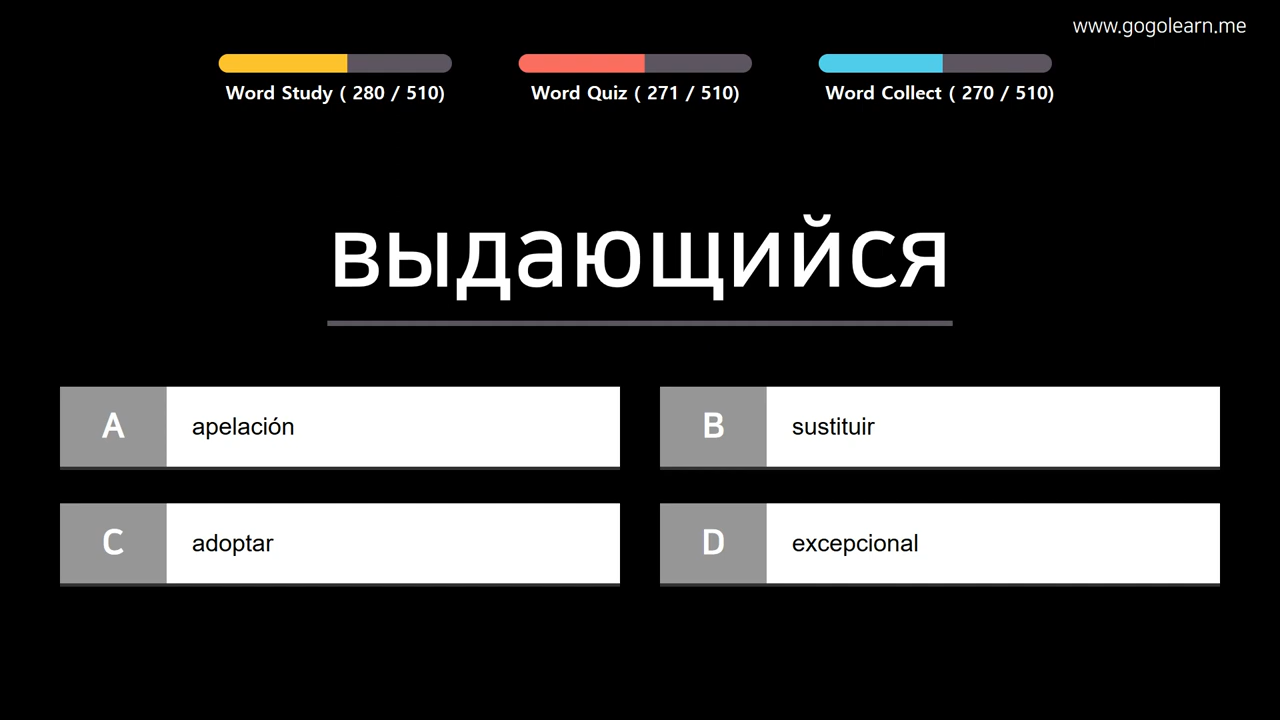 www.gogolearn.me
Word Study ( 280 / 510)
Word Quiz ( 271 / 510)
Word Collect ( 270 / 510)
выдающийся
A apelación
B sustituir
C adoptar
D excepcional